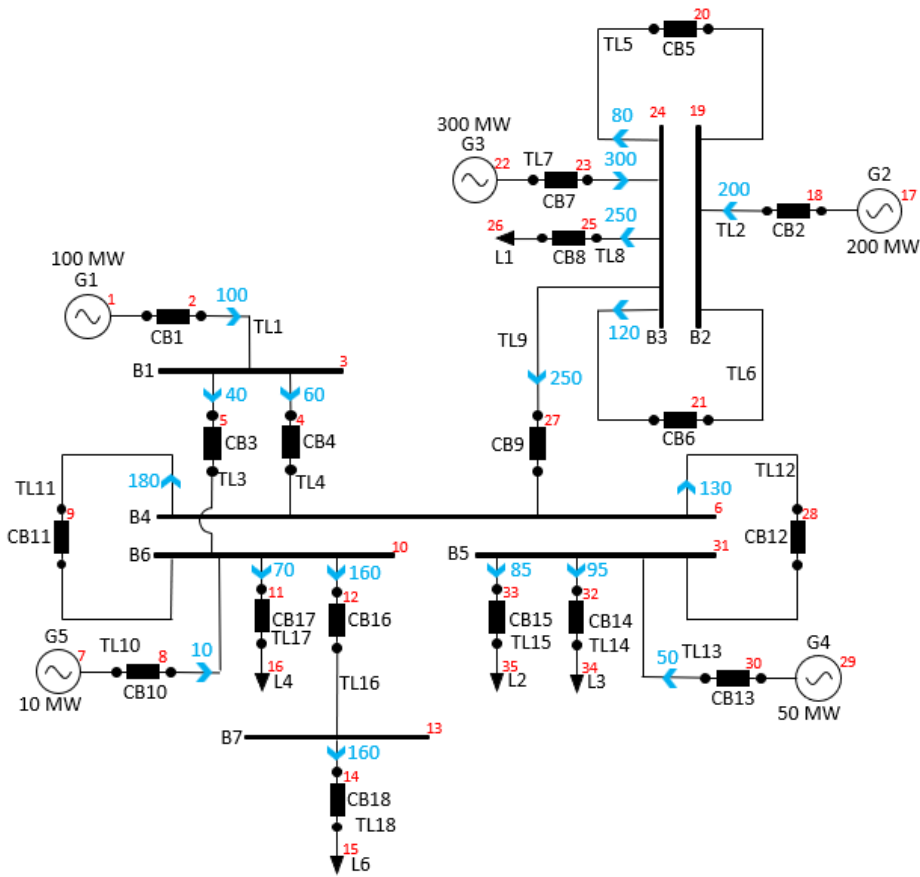 20
TL5
CB5
24
19
80
300 MW
G3
22
TL7
23
300
CB7
G2
200
18
17
TL2
CB2
200 MW
26
25
250
L1
CB8
TL8
100 MW
G1
1
2
100
CB1
TL1
120
B3
B2
TL9
TL6
3
B1
250
21
CB6
40
60
5
4
27
CB3
CB4
CB9
TL3
TL4
TL11
180
TL12
130
9
B4
6
28
CB11
CB12
B6
10
B5
31
70
160
85
95
11
12
33
32
CB17
CB16
CB15
CB14
TL17
TL15
TL14
G5
TL10
7
8
10
CB10
10 MW
16
L4
TL16
35
L2
34
L3
TL13
G4
50
30
29
CB13
50 MW
B7
13
160
14
CB18
TL18
15
L6